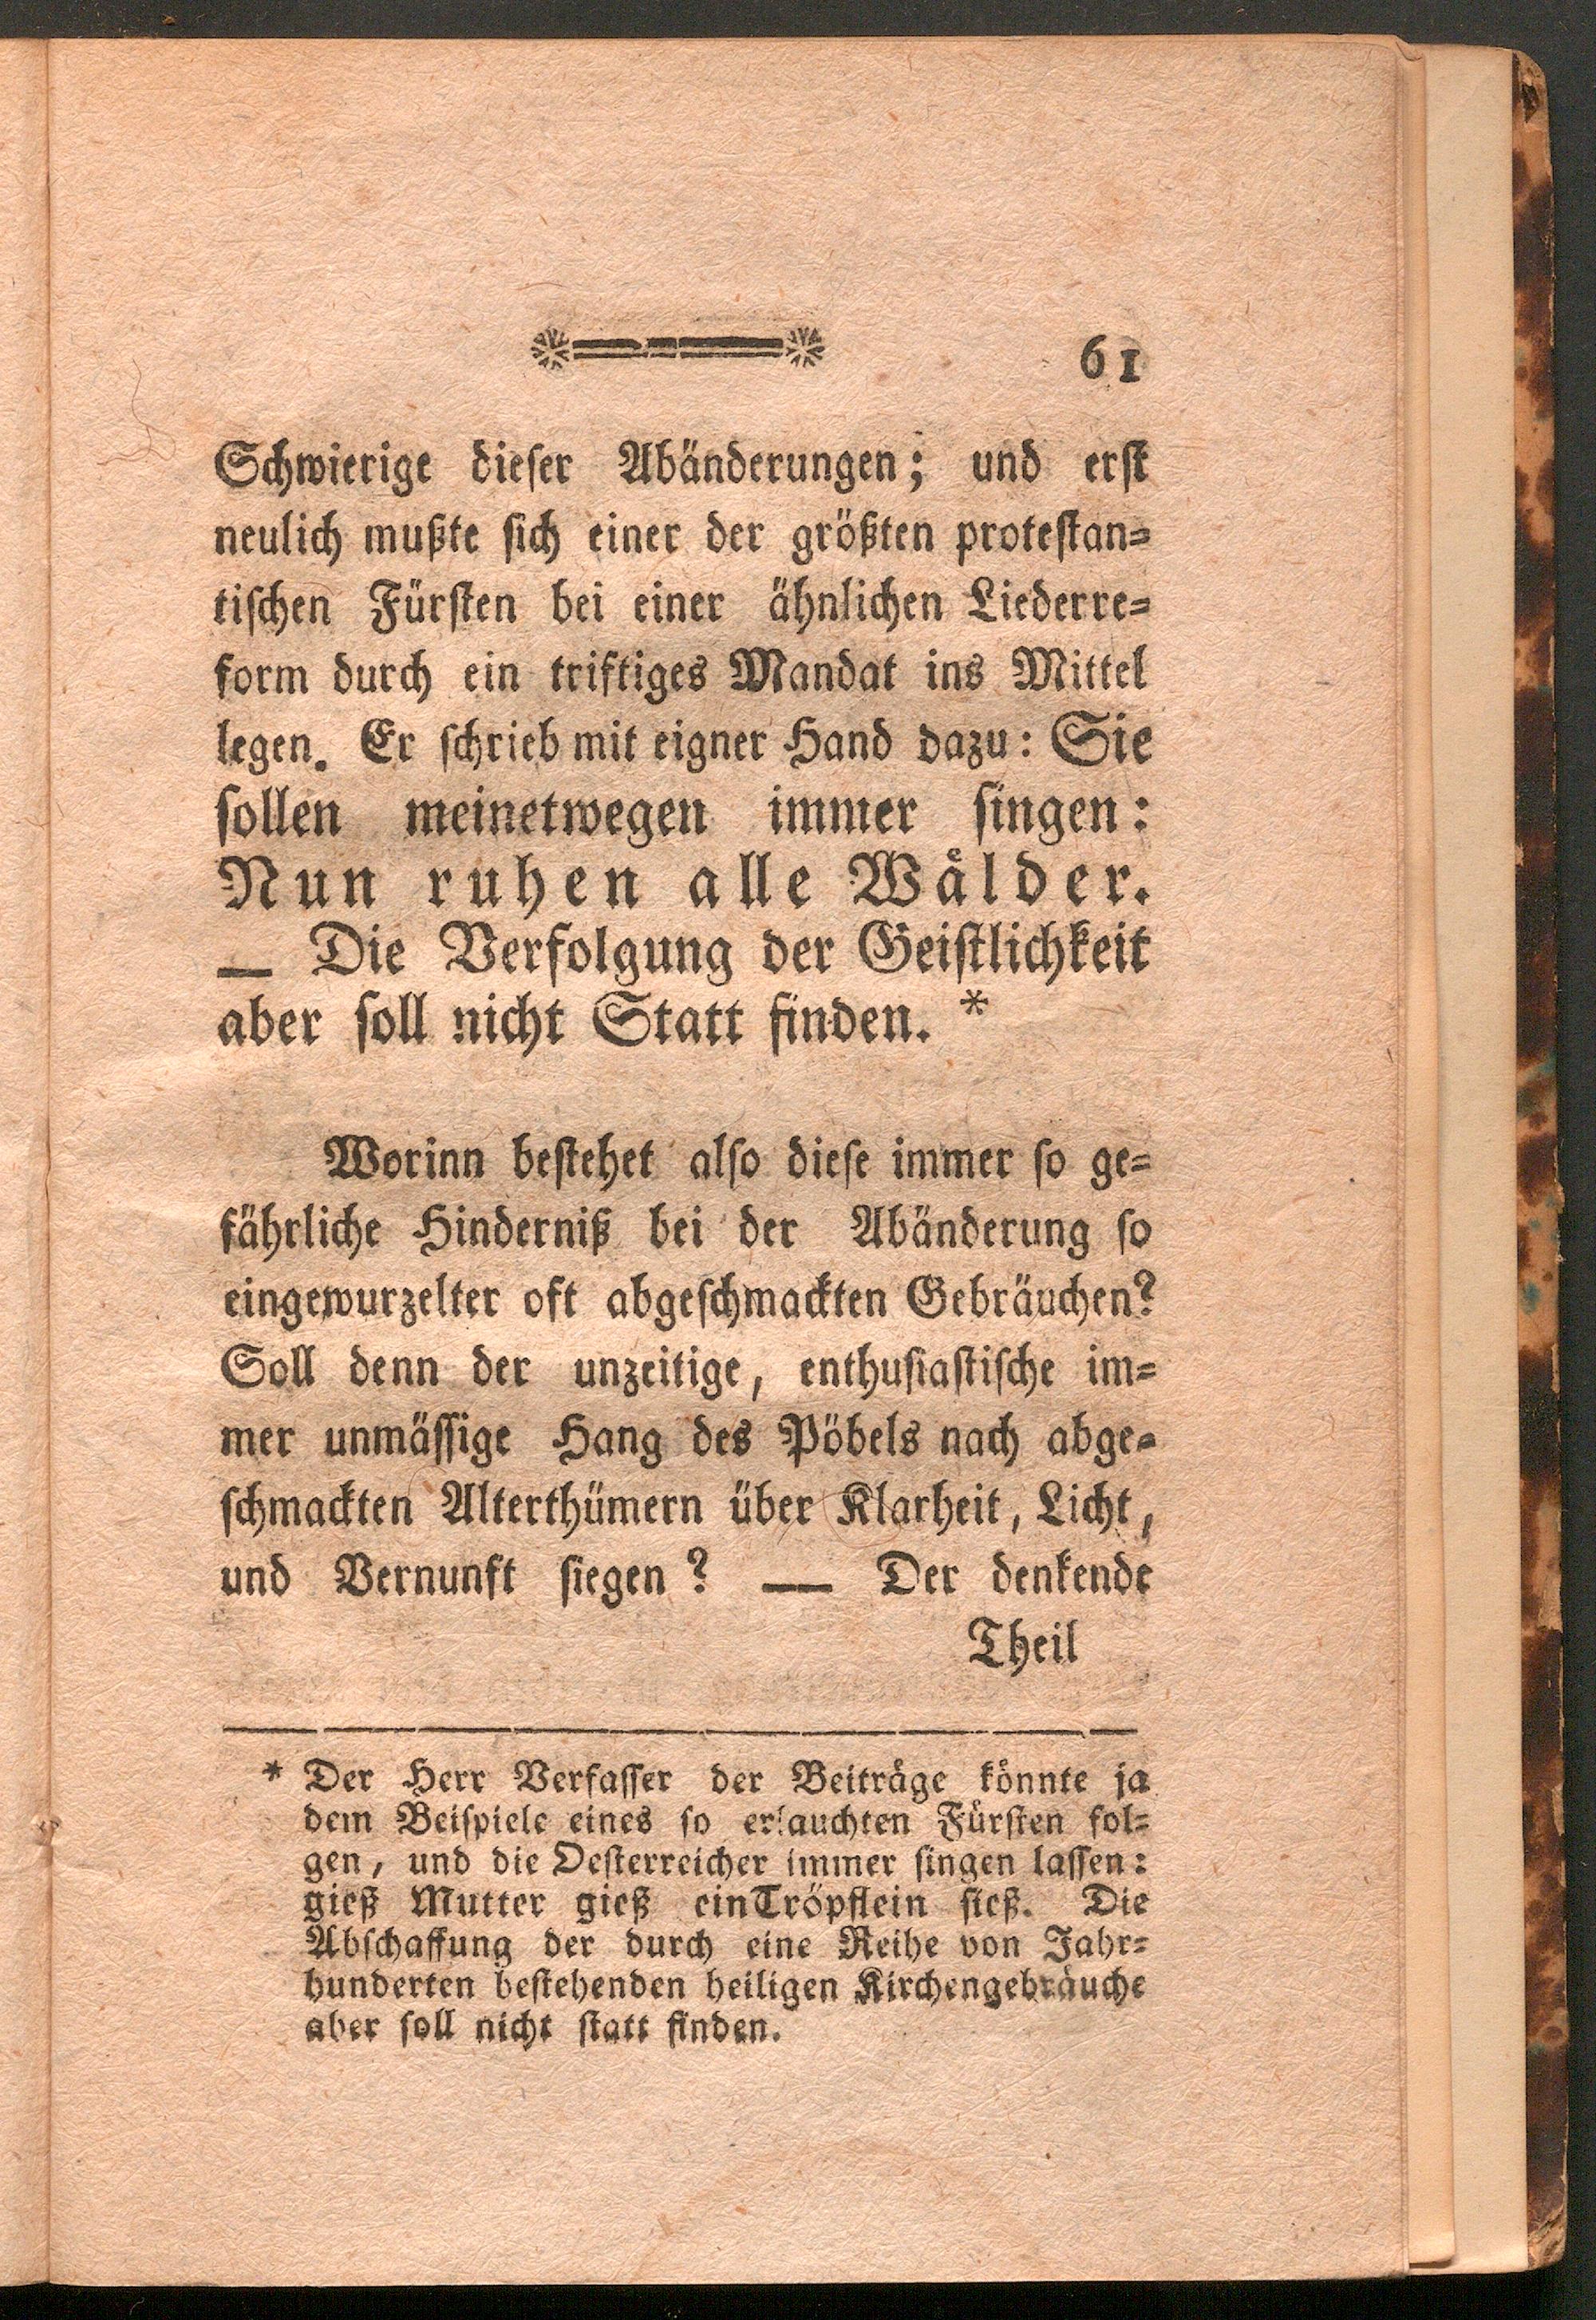 61
Schwierige dieſer Abänderungen; und erſt
neulich mußte ſich einer der größten proteſtan⸗
tiſchen Fürſten bei einer ähnlichen Liederre⸗
form durch ein triftiges Mandat ins Mittel
legen. Er ſchrieb mit eigner Hand dazu: Sie
ſollen meinetwegen immer ſingen:
Nun ruhen alle Wåլder.
— Die Verfolgung der Geiſtlichkeit
aber ſoll nicht Statt finden. *
Worinn beſtehet alſo dieſe immer ſo ge⸗
fährliche Hinderniß bei der Abänderung ſo
eingewurzelter oft abgeſchmackten Gebräuchen?
Soll denn der unzeitige, enthuſiaſtiſche im⸗
mer unmäſſige Hang des Pöbels nach abge⸗
ſchmackten Alterthümern über Klarheit, Licht,
und Vernunft ſiegen? — Der denkende
Theil
* Der Herr Verfaſſer der Beiträge könnte ja
dem Beiſpiele eines ſo erlauchten Fürſten fol⸗
gen, und die Oeſterreicher immer ſingen laſſen:
gieß Mutter gieß ein Tröpflein ſieß. Die
Abſchaffung der durch eine Reihe von Jahr⸗
hunderten beſtehenden heiligen Kirchengebräuche
aber ſoll nicht ſtatt finden.